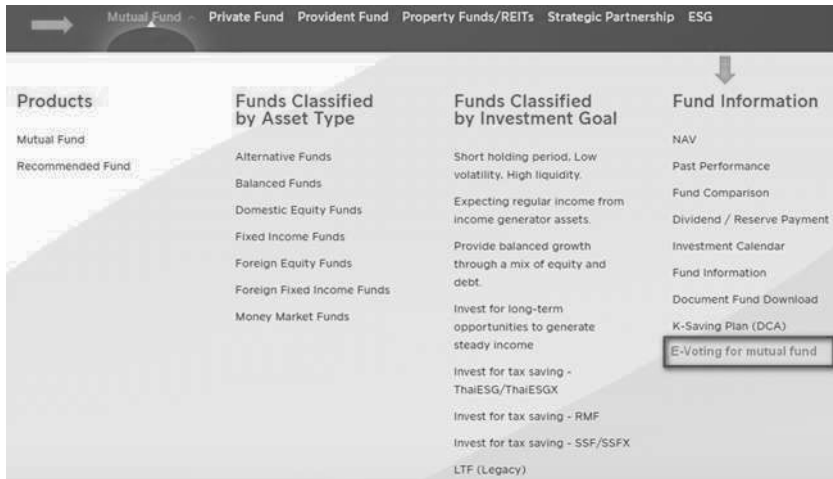 Mutual Fund
Private Fund
Provident Fund
Property Funds/REITs
Strategic Partnership
ESG
Products
Mutual Fund
Recommended Fund
Funds Classified
by Asset Type
Alternative Funds
Balanced Funds
Domestic Equity Funds
Fixed Income Funds
Foreign Equity Funds
Foreign Fixed Income Funds
Money Market Funds
Funds Classified
by Investment Goal
Short holding period, Low
volatility, High liquidity.
Expecting regular income from
income generator assets.
Provide balanced growth
through a mix of equity and
debt.
Invest for long-term
opportunities to generate
steady income
Invest for tax saving -
ThaiESG/ThaiESGX
Invest for tax saving - RMF
Invest for tax saving - SSF/SSFX
LTF (Legacy)
Fund Information
NAV
Past Performance
Fund Comparison
Dividend / Reserve Payment
Investment Calendar
Fund Information
Document Fund Download
K-Saving Plan (DCA)
E-Voting for mutual fund